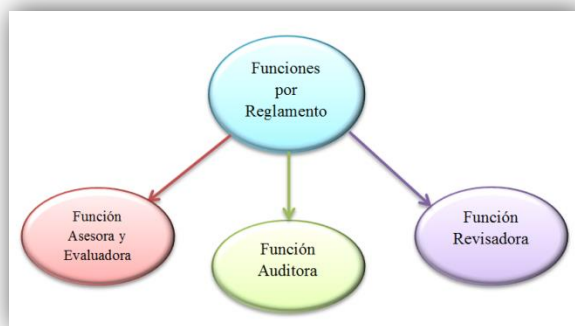 Funciones
por
Reglamento
Función
Asesora y
Evaluadora
Función
Auditora
Función
Revisadora